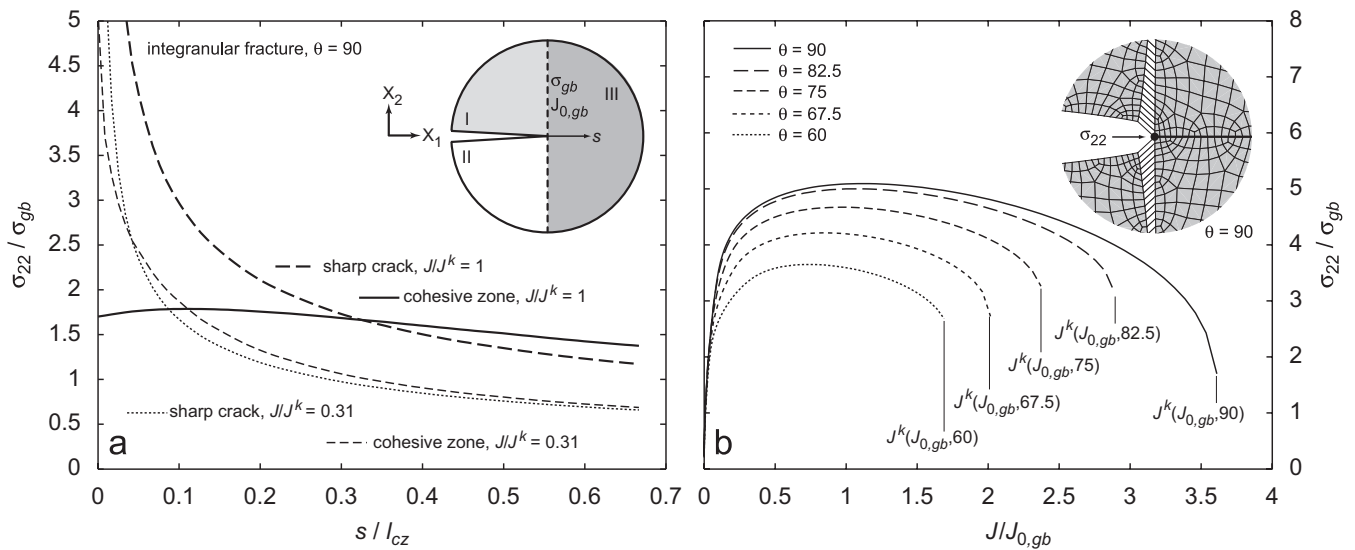 5
4.5
4
3.5
3
2.5
2
1.5
1
0.5
0
σ22 / σgb
integranular fracture, θ = 90
X2
X1
I
II
III
σgb
J0,gb
s
sharp crack, J/J^k = 1
cohesive zone, J/J^k = 1
sharp crack, J/J^k = 0.31
cohesive zone, J/J^k = 0.31
a
0 0.1 0.2 0.3 0.4 0.5 0.6 0.7
s / lcz
θ = 90
θ = 82.5
θ = 75
θ = 67.5
θ = 60
σ22
θ = 90
J^k(J0,gb,82.5)
J^k(J0,gb,75)
J^k(J0,gb,67.5)
J^k(J0,gb,90)
J^k(J0,gb,60)
b
0 0.5 1 1.5 2 2.5 3 3.5 4
J/J0,gb
8
7
6
5
4
3
2
1
0
σ22 / σgb